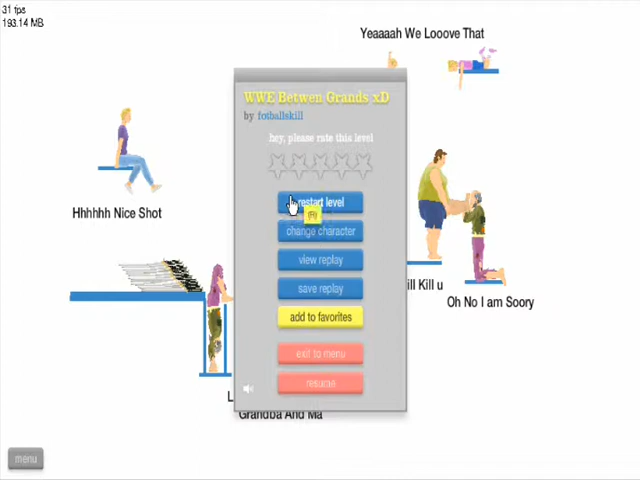 31 fps
193.14 MB
Yeaaaah We Looove That
WWE Betwen Grands xD
by fotballskill
hey, please rate this level
restart level
(R)
change character
Hhhhhh Nice Shot
view replay
save replay
ill Kill u
Oh No I am Soory
add to favorites
exit to menu
resume
L
Grandba And Ma
menu